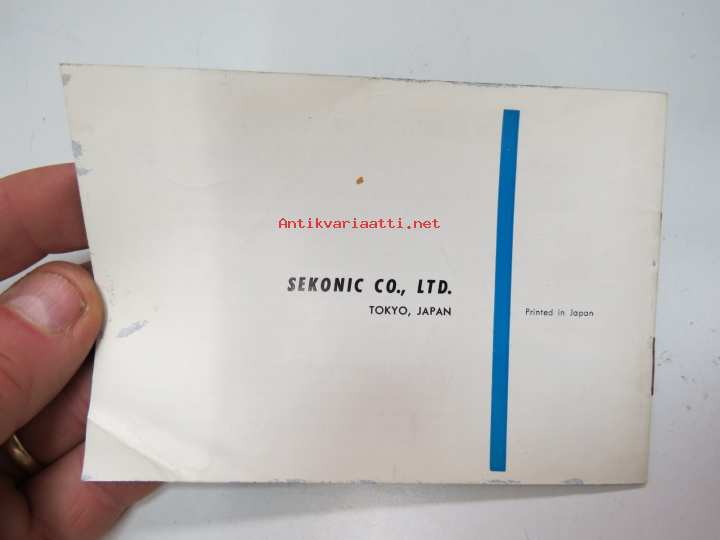 Antikvariaatti.net
SEKONIC CO., LTD.
TOKYO, JAPAN
Printed in Japan